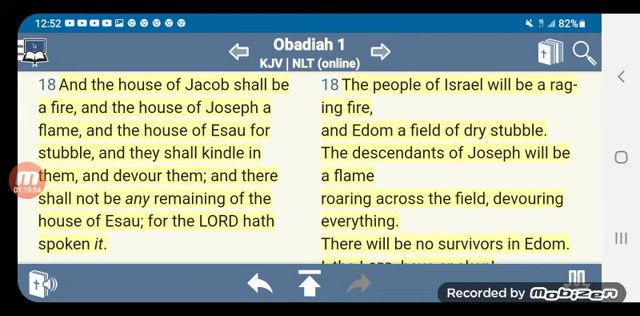 12:52
82%
Obadiah 1
KJV | NLT (online)
18 And the house of Jacob shall be
a fire, and the house of Joseph a
flame, and the house of Esau for
stubble, and they shall kindle in
them, and devour them; and there
shall not be any remaining of the
house of Esau; for the LORD hath
spoken it.
18 The people of Israel will be a rag-
ing fire,
and Edom a field of dry stubble.
The descendants of Joseph will be
a flame
roaring across the field, devouring
everything.
There will be no survivors in Edom.
I, the LORD, have spoken!
01:19:54
Recorded by MOBIZEN